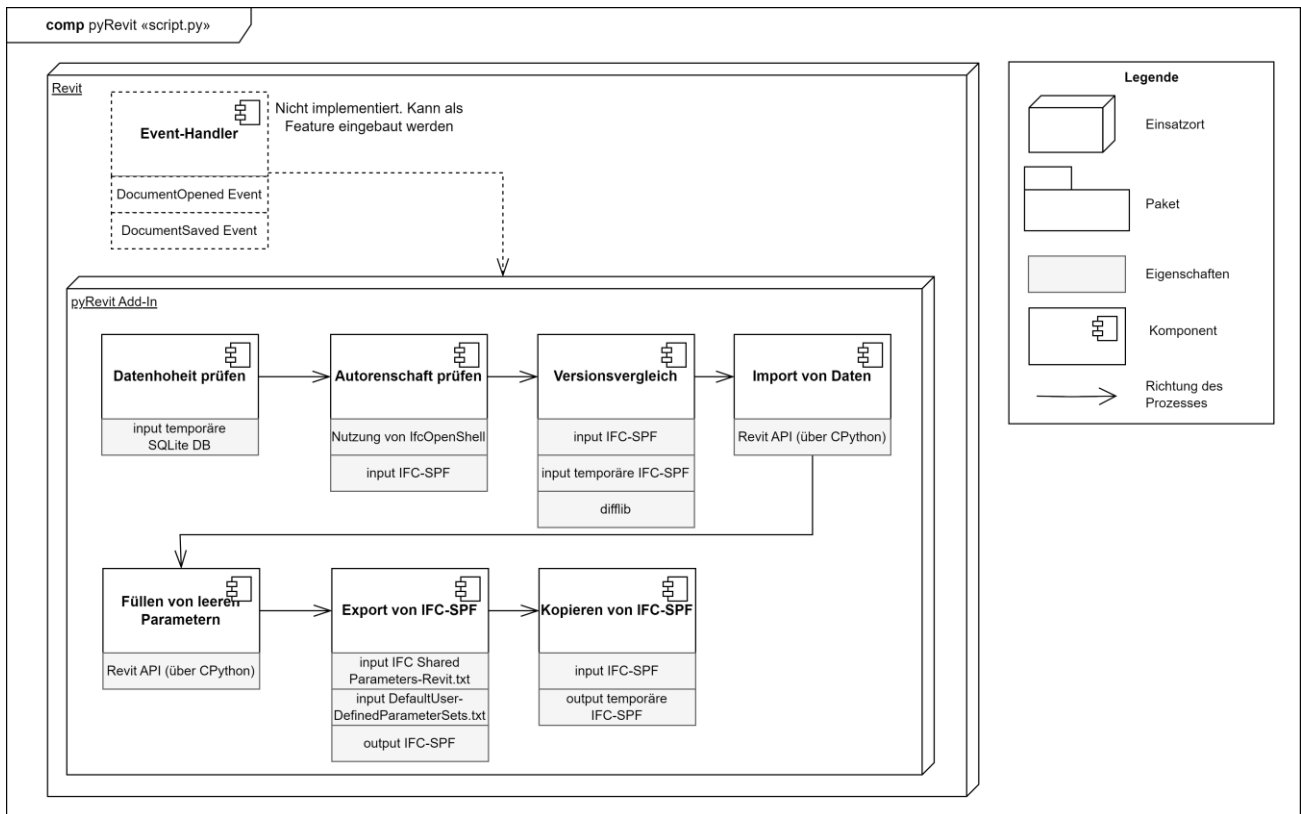 comp pyRevit «script.py»
Revit
Event-Handler
Nicht implementiert. Kann als
Feature eingebaut werden
DocumentOpened Event
DocumentSaved Event
pyRevit Add-In
Datenhoheit prüfen
input temporäre
SQLite DB
Autorenschaft prüfen
Nutzung von IfcOpenShell
input IFC-SPF
Versionsvergleich
input IFC-SPF
input temporäre IFC-SPF
difflib
Import von Daten
Revit API (über CPython)
Füllen von leeren
Parametern
Revit API (über CPython)
Export von IFC-SPF
input IFC Shared
Parameters-Revit.txt
input DefaultUser-
DefinedParameterSets.txt
output IFC-SPF
Kopieren von IFC-SPF
input IFC-SPF
output temporäre
IFC-SPF
Legende
Einsatzort
Paket
Eigenschaften
Komponent
Richtung des
Prozesses